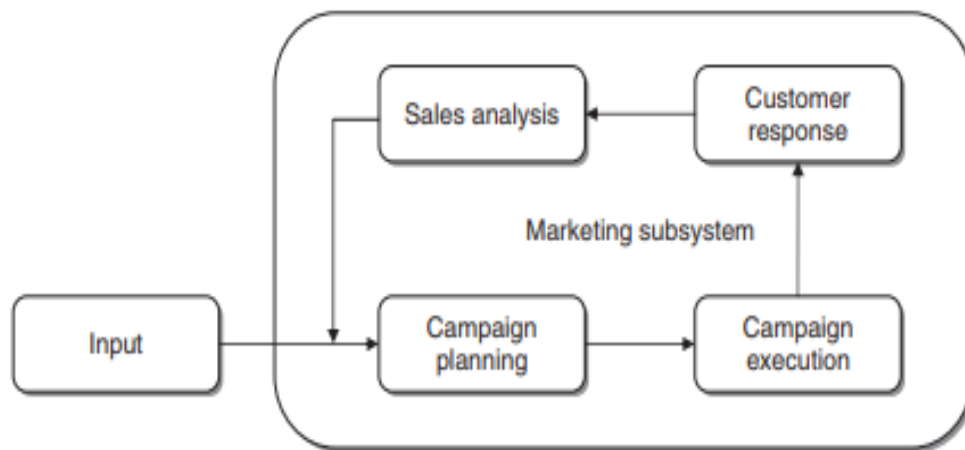 Sales analysis
Customer
response
Marketing subsystem
Input
Campaign
planning
Campaign
execution